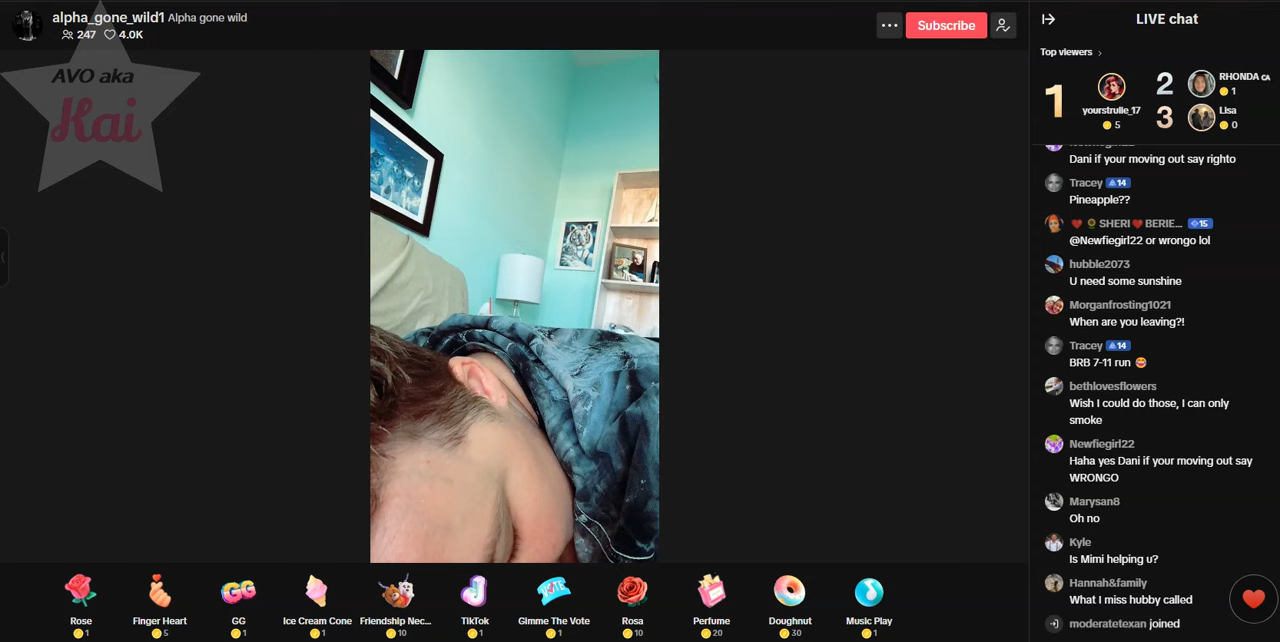 alpha_gone_wild1 Alpha gone wild
247 4.0K
Subscribe
AVO aka
Kai
LIVE chat
Top viewers
1
yourstrulle_17
5
2
RHONDA CA
1
3
Lisa
0
Dani if your moving out say righto
Tracey 14
Pineapple??
SHERI BERIE... 15
@Newfiegirl22 or wrongo lol
hubble2073
U need some sunshine
Morganfrosting1021
When are you leaving?!
Tracey 14
BRB 7-11 run
bethlovesflowers
Wish I could do those, I can only
smoke
Newfiegirl22
Haha yes Dani if your moving out say
WRONGO
Marysan8
Oh no
Kyle
Is Mimi helping u?
Hannah&family
What I miss hubby called
moderatetexan joined
GG
VOTE
Rose Finger Heart GG Ice Cream Cone Friendship Nec... TikTok Gimme The Vote Rosa Perfume Doughnut Music Play
1 5 1 1 10 1 1 10 20 30 1